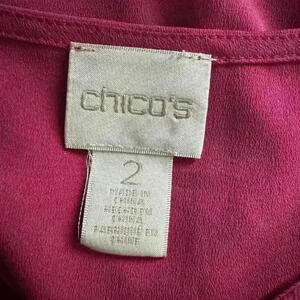 chico's
2
MADE IN
CHINA
HECHO EN
CHINA
FABRIQUE EN
CHINE